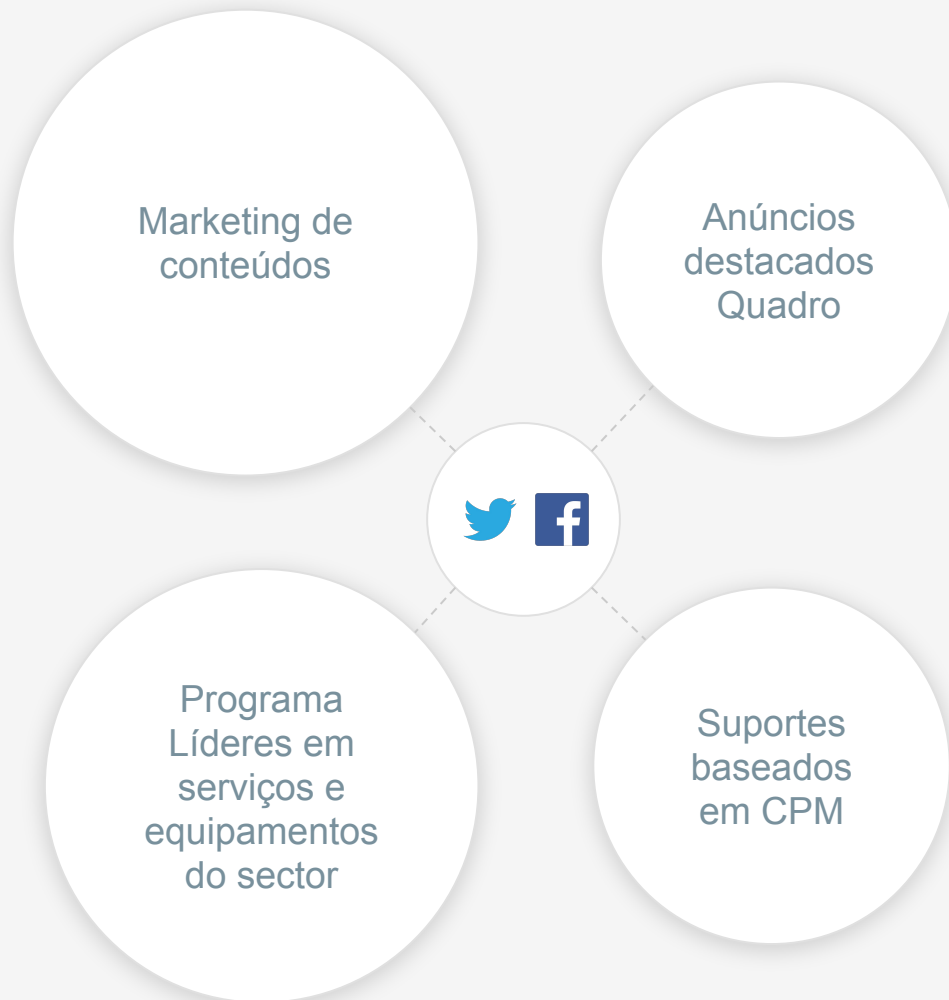 Marketing de
conteúdos
Anúncios
destacados
Quadro
Programa
Líderes em
serviços e
equipamentos
do sector
Suportes
baseados
em CPM